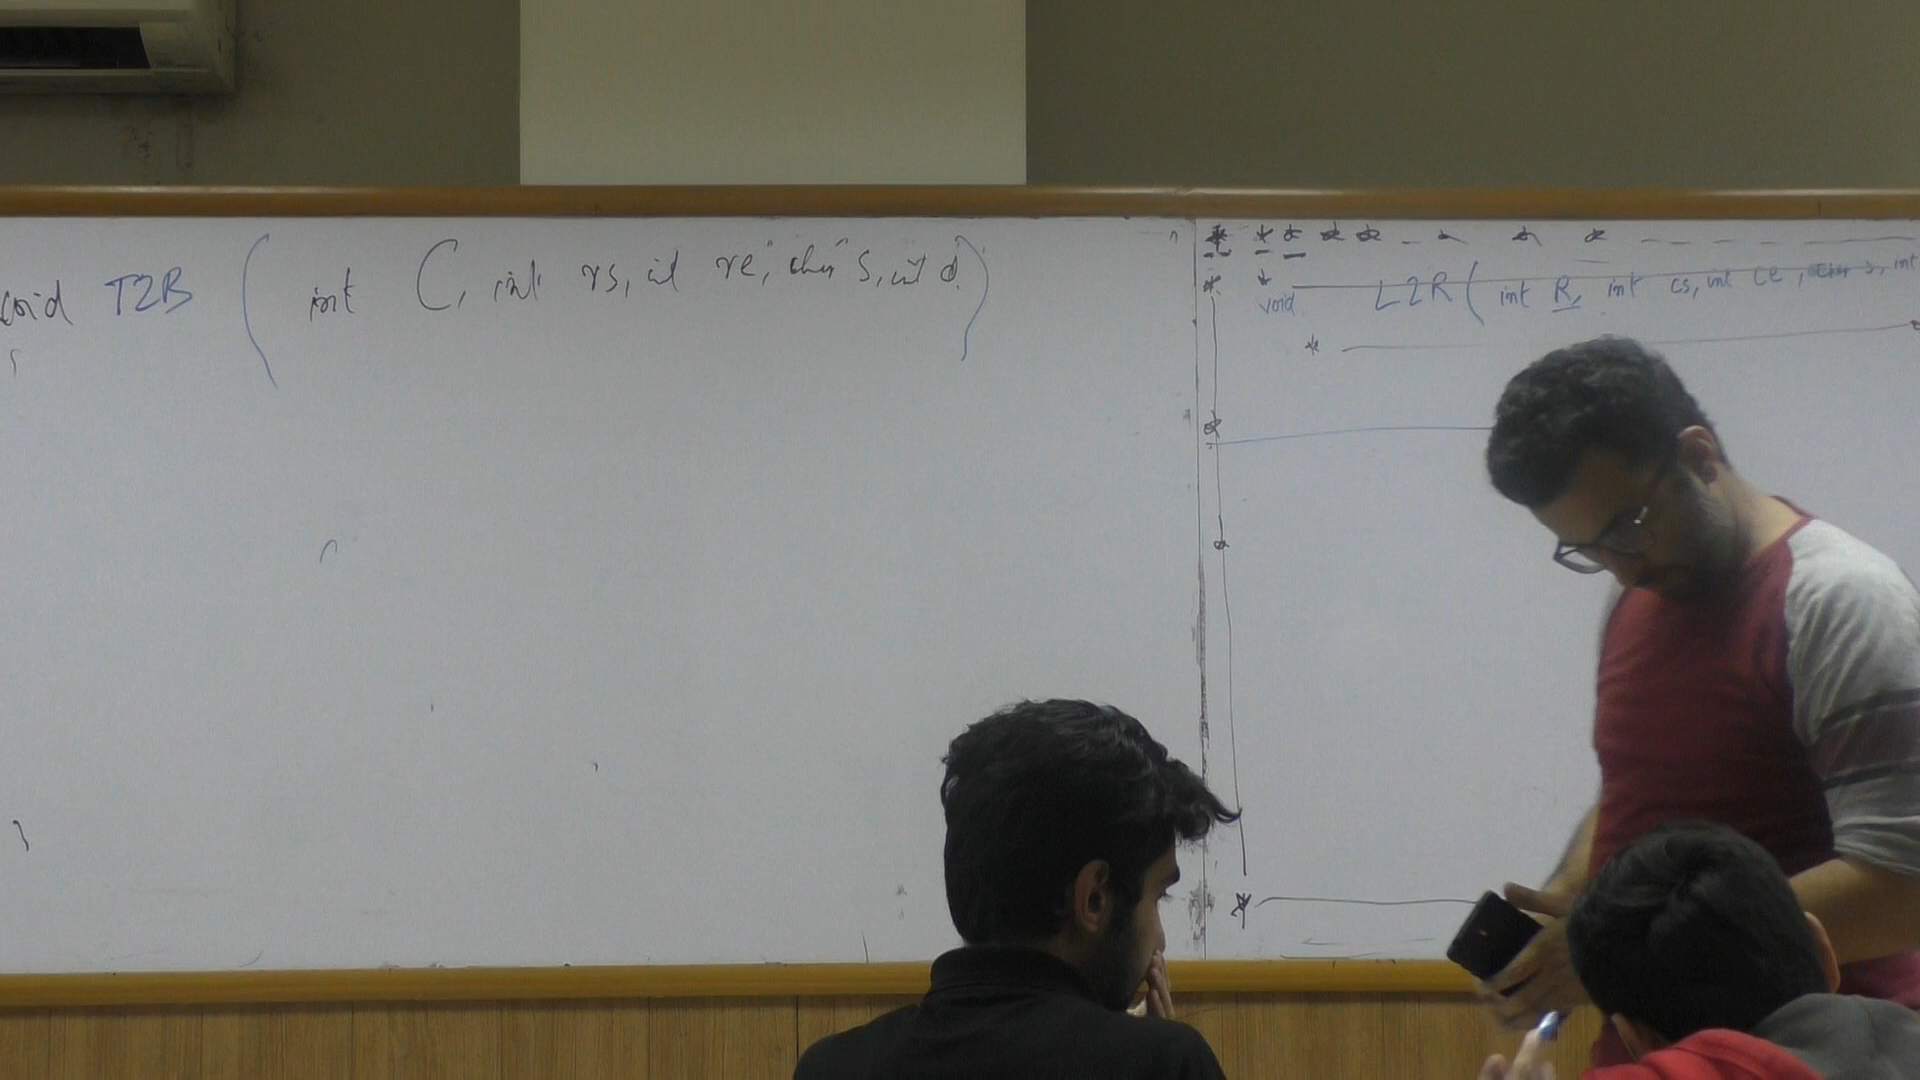 void T2B ( int C, int rs, int re, char s, int d )
{
}
* * * * * - * * * - - - - -
*
void L2R ( int R, int cs, int ce, char s, int
*
*
*
*